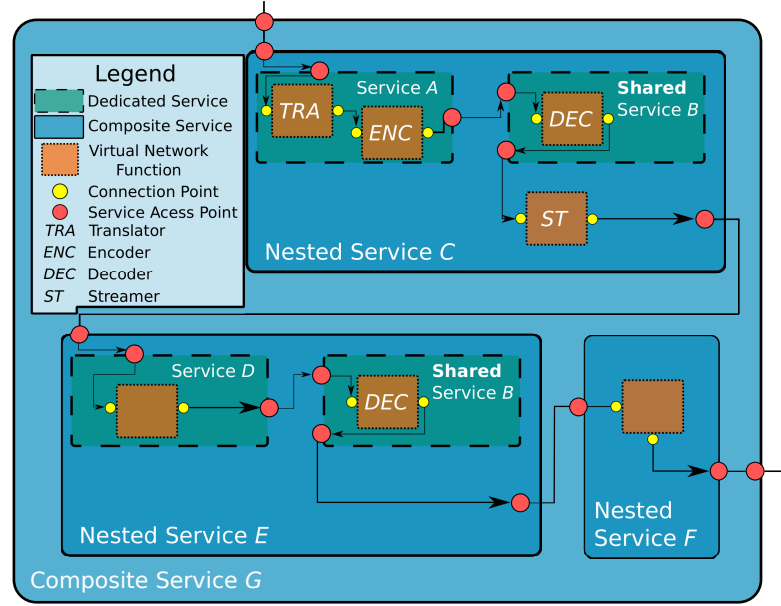 Legend
Dedicated Service
Composite Service
Virtual Network
Function
Connection Point
Service Acess Point
TRA Translator
ENC Encoder
DEC Decoder
ST Streamer
Service A
TRA
ENC
Shared
Service B
DEC
ST
Nested Service C
Service D
Shared
Service B
DEC
Nested Service E
Nested
Service F
Composite Service G